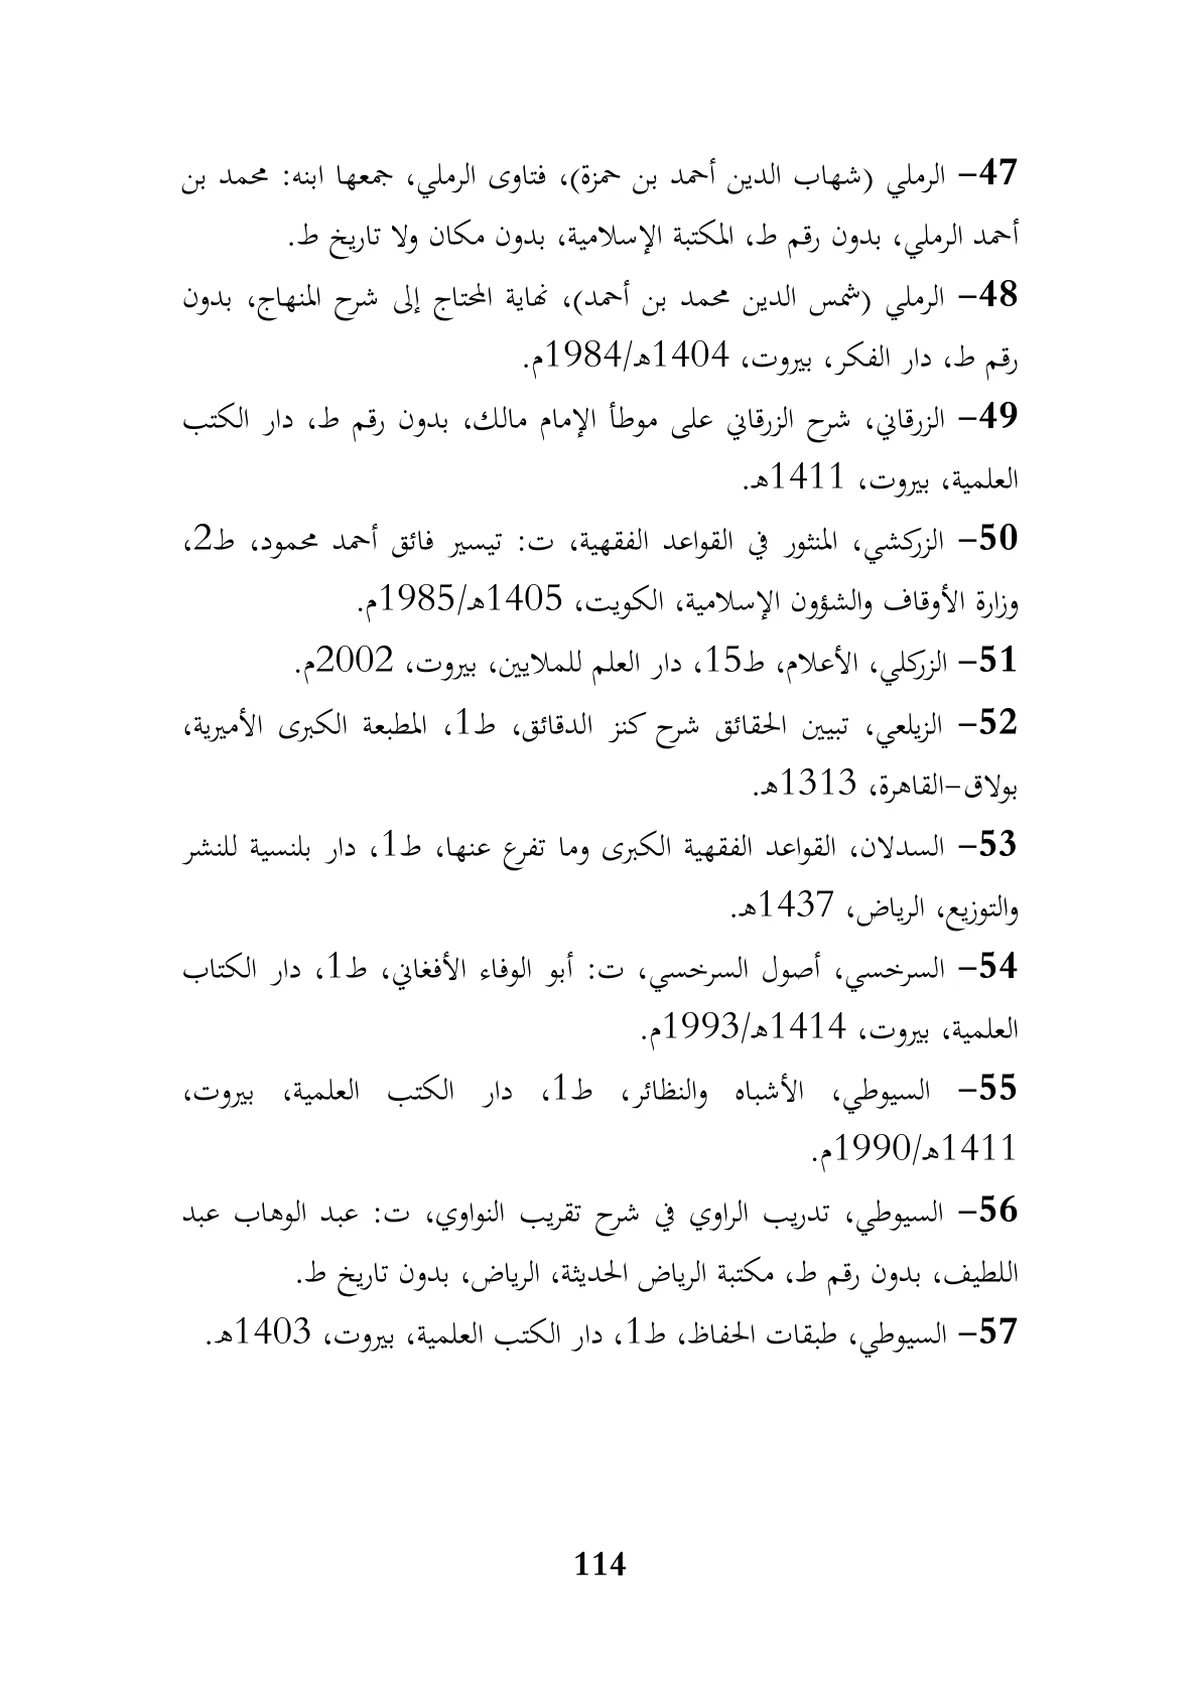 47- الرملي (شهاب الدين أحمد بن حمزة)، فتاوى الرملي، جمعها ابنه: محمد بن
أحمد الرملي، بدون رقم ط، المكتبة الإسلامية، بدون مكان ولا تاريخ ط.
48- الرملي (شمس الدين محمد بن أحمد)، نهاية المحتاج إلى شرح المنهاج، بدون
رقم ط، دار الفكر، بيروت، 1404هـ/1984م.
49- الزرقاني، شرح الزرقاني على موطأ الإمام مالك، بدون رقم ط، دار الكتب
العلمية، بيروت، 1411هـ.
50- الزركشي، المنثور في القواعد الفقهية، ت: تيسير فائق أحمد محمود، ط2،
وزارة الأوقاف والشؤون الإسلامية، الكويت، 1405هـ/1985م.
51- الزركلي، الأعلام، ط15، دار العلم للملايين، بيروت، 2002م.
52- الزيلعي، تبيين الحقائق شرح كنز الدقائق، ط1، المطبعة الكبرى الأميرية،
بولاق-القاهرة، 1313هـ.
53- السدلان، القواعد الفقهية الكبرى وما تفرع عنها، ط1، دار بلنسية للنشر
والتوزيع، الرياض، 1437هـ.
54- السرخسي، أصول السرخسي، ت: أبو الوفاء الأفغاني، ط1، دار الكتاب
العلمية، بيروت، 1414هـ/1993م.
55- السيوطي، الأشباه والنظائر، ط1، دار الكتب العلمية، بيروت،
1411هـ/1990م.
56- السيوطي، تدريب الراوي في شرح تقريب النواوي، ت: عبد الوهاب عبد
اللطيف، بدون رقم ط، مكتبة الرياض الحديثة، الرياض، بدون تاريخ ط.
57- السيوطي، طبقات الحفاظ، ط1، دار الكتب العلمية، بيروت، 1403هـ.
114